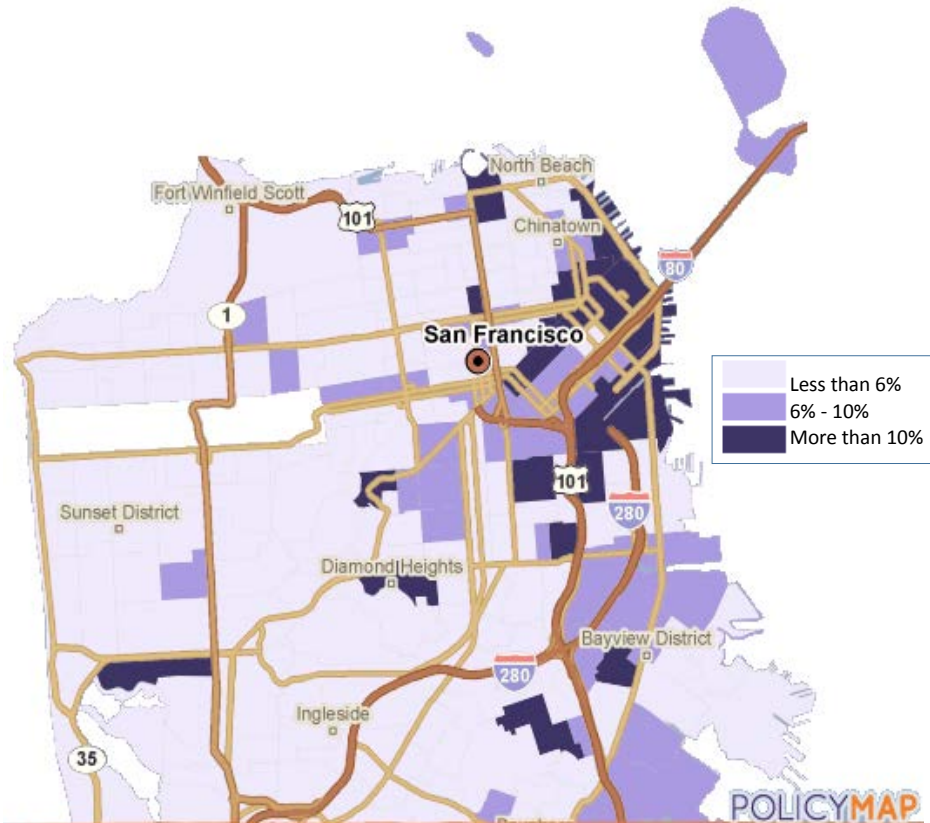 North Beach
Fort Winfield Scott
101
Chinatown
80
1
San Francisco
Less than 6%
6% - 10%
More than 10%
101
280
Sunset District
Diamond Heights
Bayview District
280
Ingleside
35
POLICYMAP